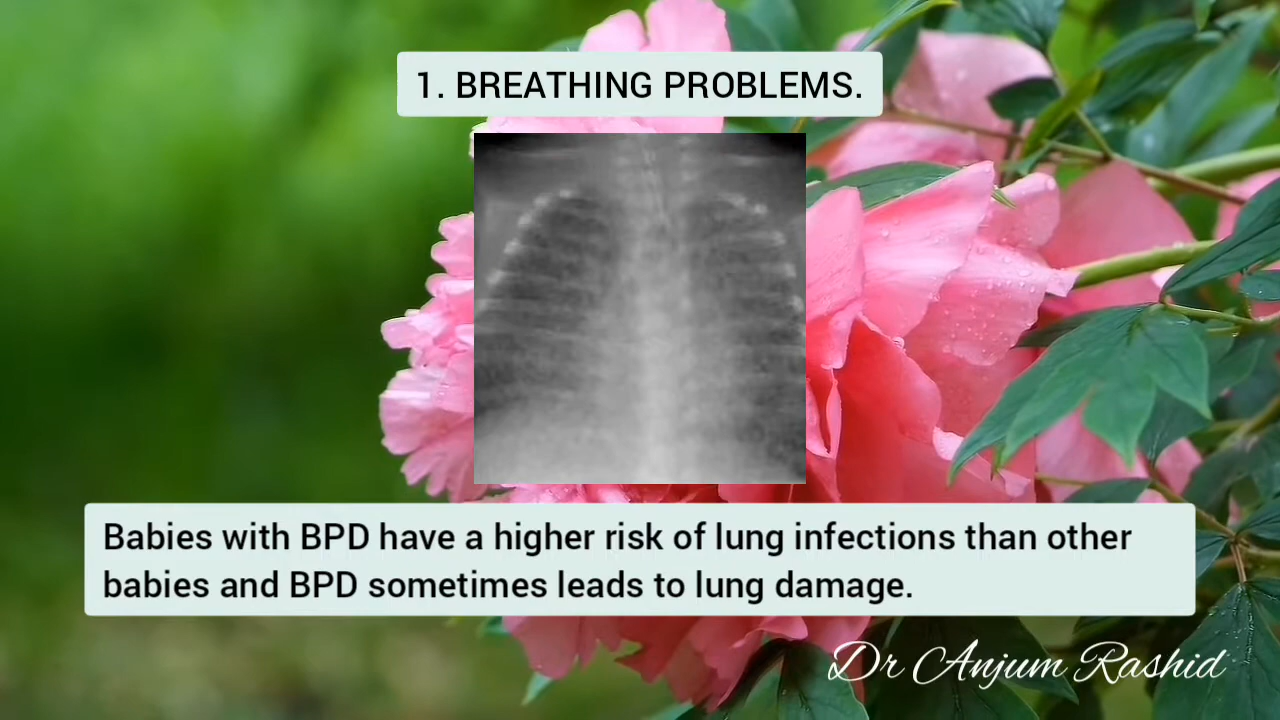 1. BREATHING PROBLEMS.
Babies with BPD have a higher risk of lung infections than other
babies and BPD sometimes leads to lung damage.
Dr Anjum Rashid